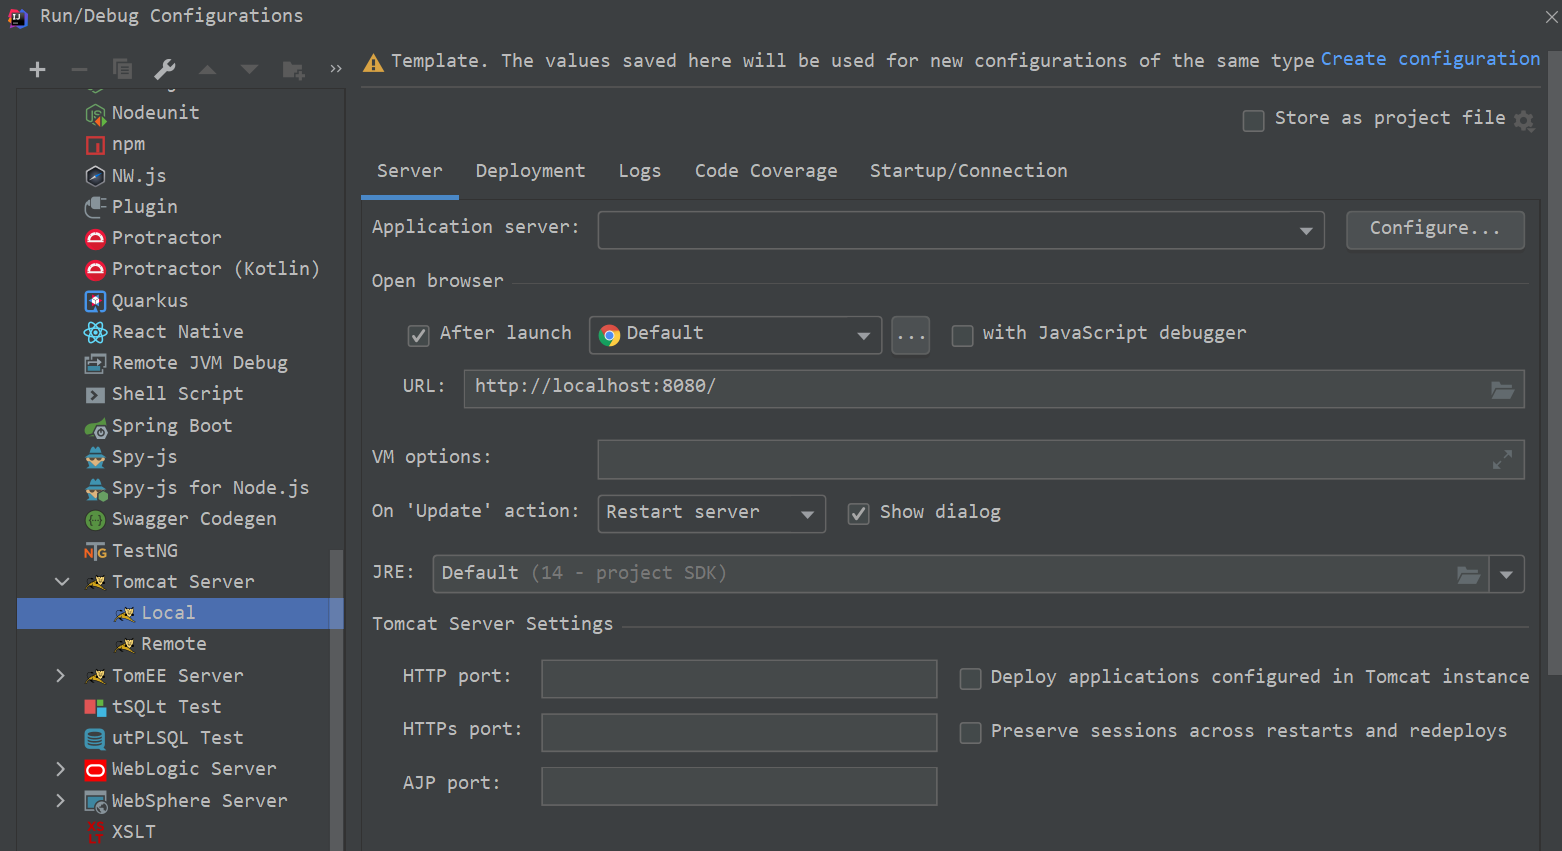 Run/Debug Configurations
Template. The values saved here will be used for new configurations of the same type Create configuration
Store as project file
Nodeunit
npm
NW.js
Plugin
Protractor
Protractor (Kotlin)
Quarkus
React Native
Remote JVM Debug
Shell Script
Spring Boot
Spy-js
Spy-js for Node.js
Swagger Codegen
TestNG
Tomcat Server
Local
Remote
TomEE Server
tSQLt Test
utPLSQL Test
WebLogic Server
WebSphere Server
XSLT
Server Deployment Logs Code Coverage Startup/Connection
Application server: Configure...
Open browser
After launch Default ... with JavaScript debugger
URL: http://localhost:8080/
VM options:
On 'Update' action: Restart server Show dialog
JRE: Default (14 - project SDK)
Tomcat Server Settings
HTTP port: Deploy applications configured in Tomcat instance
HTTPs port: Preserve sessions across restarts and redeploys
AJP port: